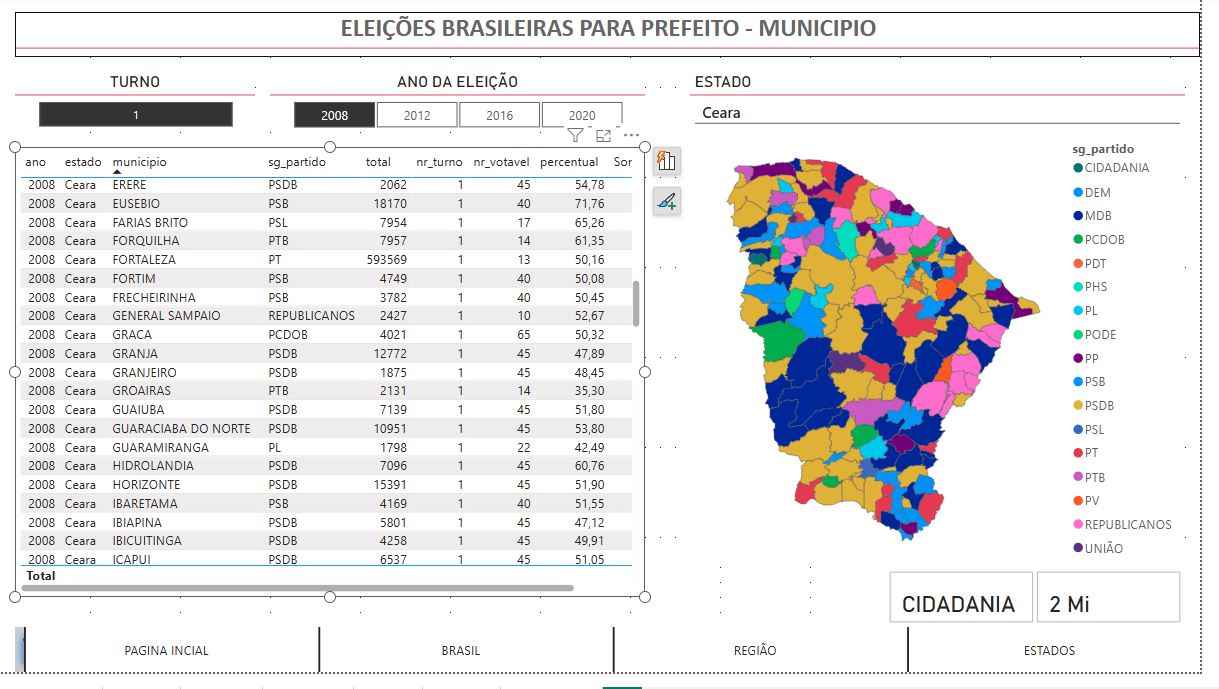 ELEIÇÕES BRASILEIRAS PARA PREFEITO - MUNICIPIO
TURNO
ANO DA ELEIÇÃO
ESTADO
1
2008 2012 2016 2020
Ceara
ano estado municipio sg_partido total nr_turno nr_votavel percentual Sor
2008 Ceara ERERE PSDB 2062 1 45 54,78
2008 Ceara EUSEBIO PSB 18170 1 40 71,76
2008 Ceara FARIAS BRITO PSL 7954 1 17 65,26
2008 Ceara FORQUILHA PTB 7957 1 14 61,35
2008 Ceara FORTALEZA PT 593569 1 13 50,16
2008 Ceara FORTIM PSB 4749 1 40 50,08
2008 Ceara FRECHEIRINHA PSB 3782 1 40 50,45
2008 Ceara GENERAL SAMPAIO REPUBLICANOS 2427 1 10 52,67
2008 Ceara GRACA PCDOB 4021 1 65 50,32
2008 Ceara GRANJA PSDB 12772 1 45 47,89
2008 Ceara GRANJEIRO PSDB 1875 1 45 48,45
2008 Ceara GROAIRAS PTB 2131 1 14 35,30
2008 Ceara GUAIUBA PSDB 7139 1 45 51,80
2008 Ceara GUARACIABA DO NORTE PSDB 10951 1 45 53,80
2008 Ceara GUARAMIRANGA PL 1798 1 22 42,49
2008 Ceara HIDROLANDIA PSDB 7096 1 45 60,76
2008 Ceara HORIZONTE PSDB 15391 1 45 51,90
2008 Ceara IBARETAMA PSB 4169 1 40 51,55
2008 Ceara IBIAPINA PSDB 5801 1 45 47,12
2008 Ceara IBICUITINGA PSDB 4258 1 45 49,91
2008 Ceara ICAPUI PSDB 6537 1 45 51,05
Total
sg_partido
CIDADANIA
DEM
MDB
PCDOB
PDT
PHS
PL
PODE
PP
PSB
PSDB
PSL
PT
PTB
PV
REPUBLICANOS
UNIÃO
CIDADANIA
2 Mi
PAGINA INCIAL
BRASIL
REGIÃO
ESTADOS